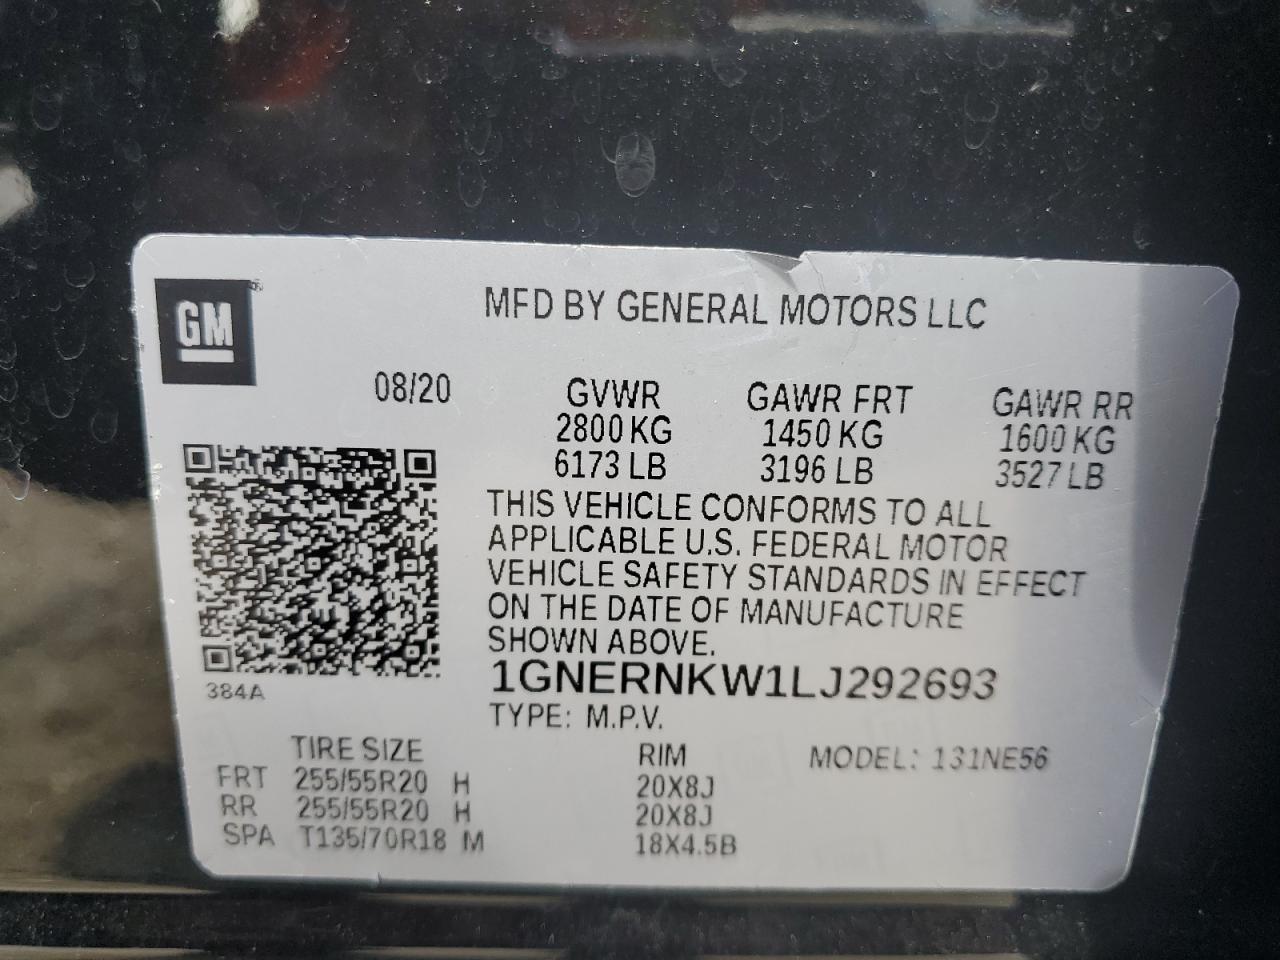 GM
MFD BY GENERAL MOTORS LLC
08/20 GVWR GAWR FRT GAWR RR
2800 KG 1450 KG 1600 KG
6173 LB 3196 LB 3527 LB
THIS VEHICLE CONFORMS TO ALL
APPLICABLE U.S. FEDERAL MOTOR
VEHICLE SAFETY STANDARDS IN EFFECT
ON THE DATE OF MANUFACTURE
SHOWN ABOVE.
384A
1GNERNKW1LJ292693
TYPE: M.P.V.
TIRE SIZE RIM MODEL: 131NE56
FRT 255/55R20 H 20X8J
RR 255/55R20 H 20X8J
SPA T135/70R18 M 18X4.5B